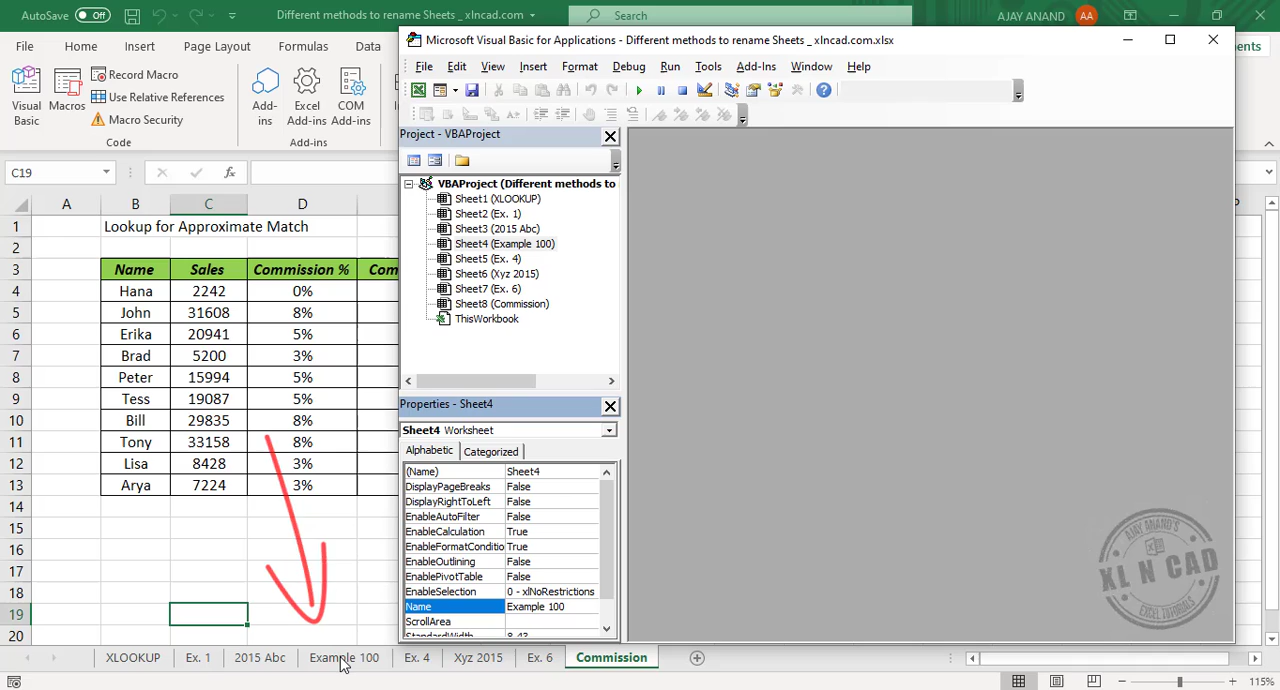 AutoSave Off
Different methods to rename Sheets _ xlncad.com
Search
AJAY ANAND AA
File Home Insert Page Layout Formulas Data
Visual Basic
Macros
Record Macro
Use Relative References
Macro Security
Code
Add-ins
Excel Add-ins
COM Add-ins
Add-ins
C19
fx
A B C D
1 Lookup for Approximate Match
2
3 Name Sales Commission %
4 Hana 2242 0%
5 John 31608 8%
6 Erika 20941 5%
7 Brad 5200 3%
8 Peter 15994 5%
9 Tess 19087 5%
10 Bill 29835 8%
11 Tony 33158 8%
12 Lisa 8428 3%
13 Arya 7224 3%
14
15
16
17
18
19
20
Microsoft Visual Basic for Applications - Different methods to rename Sheets _ xlncad.com.xlsx
File Edit View Insert Format Debug Run Tools Add-Ins Window Help
Project - VBAProject
VBAProject (Different methods to
Sheet1 (XLOOKUP)
Sheet2 (Ex. 1)
Sheet3 (2015 Abc)
Sheet4 (Example 100)
Sheet5 (Ex. 4)
Sheet6 (Xyz 2015)
Sheet7 (Ex. 6)
Sheet8 (Commission)
ThisWorkbook
Properties - Sheet4
Sheet4 Worksheet
Alphabetic Categorized
(Name) Sheet4
DisplayPageBreaks False
DisplayRightToLeft False
EnableAutoFilter False
EnableCalculation True
EnableFormatConditio True
EnableOutlining False
EnablePivotTable False
EnableSelection 0 - xlNoRestrictions
Name Example 100
ScrollArea
StandardWidth 8.43
AJAY ANAND'S
XL N CAD
EXCEL TUTORIALS
XLOOKUP Ex. 1 2015 Abc Example 100 Ex. 4 Xyz 2015 Ex. 6 Commission
115%